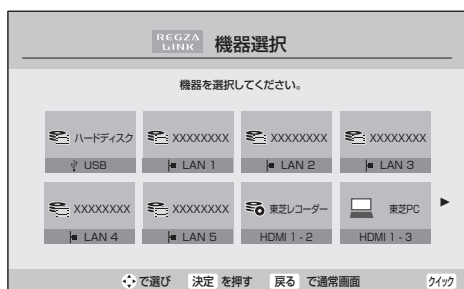 REGZA LINK 機器選択
機器を選択してください。
ハードディスク XXXXXXXX XXXXXXXX XXXXXXXX
USB LAN 1 LAN 2 LAN 3
XXXXXXXX XXXXXXXX 東芝レコーダー 東芝PC
LAN 4 LAN 5 HDMI 1 - 2 HDMI 1 - 3
で選び 決定 を押す 戻る で通常画面 クイック